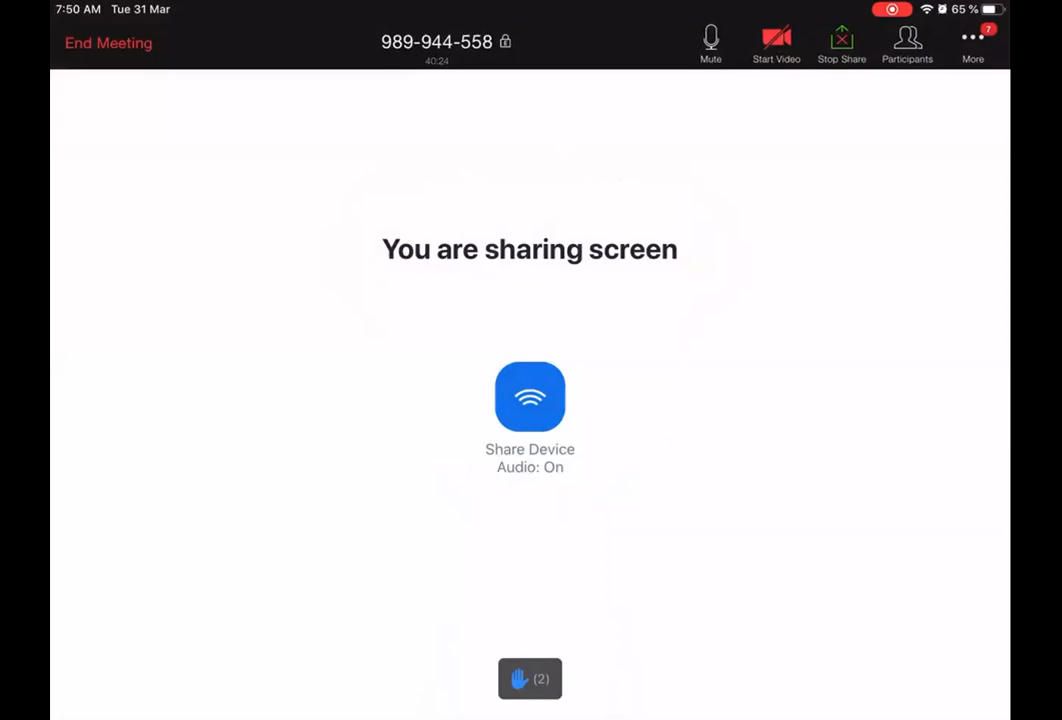 7:50 AM Tue 31 Mar 65 %
End Meeting 989-944-558 Mute Start Video Stop Share Participants More 7
40:24
You are sharing screen
Share Device
Audio: On
(2)